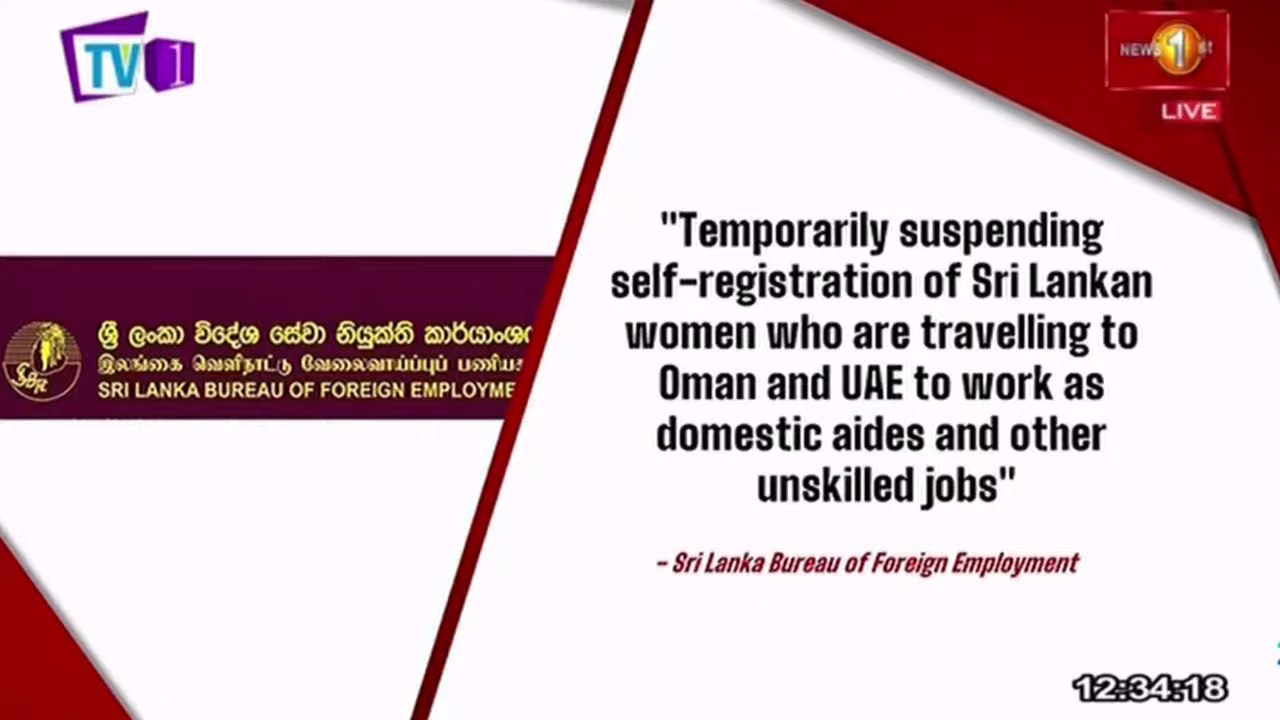 TV 1
NEWS 1st
LIVE
ශ්‍රී ලංකා විදේශ සේවා නියුක්ති
இலங்கை வெளிநாட்டு வேலைவாய்ப்புப்
SRI LANKA BUREAU OF FOREIGN EMPLOYME
"Temporarily suspending
self-registration of Sri Lankan
women who are travelling to
Oman and UAE to work as
domestic aides and other
unskilled jobs"
- Sri Lanka Bureau of Foreign Employment
12:34:18